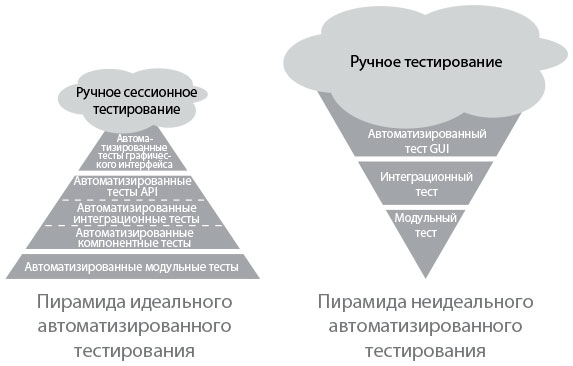 Ручное сессионное
тестирование
Автома-
тизированные
тесты графичес-
кого интерфейса
Автоматизированные
тесты API
Автоматизированные
интеграционные тесты
Автоматизированные
компонентные тесты
Автоматизированные модульные тесты
Пирамида идеального
автоматизированного
тестирования
Ручное тестирование
Автоматизированный
тест GUI
Интеграционный
тест
Модульный
тест
Пирамида неидеального
автоматизированного
тестирования